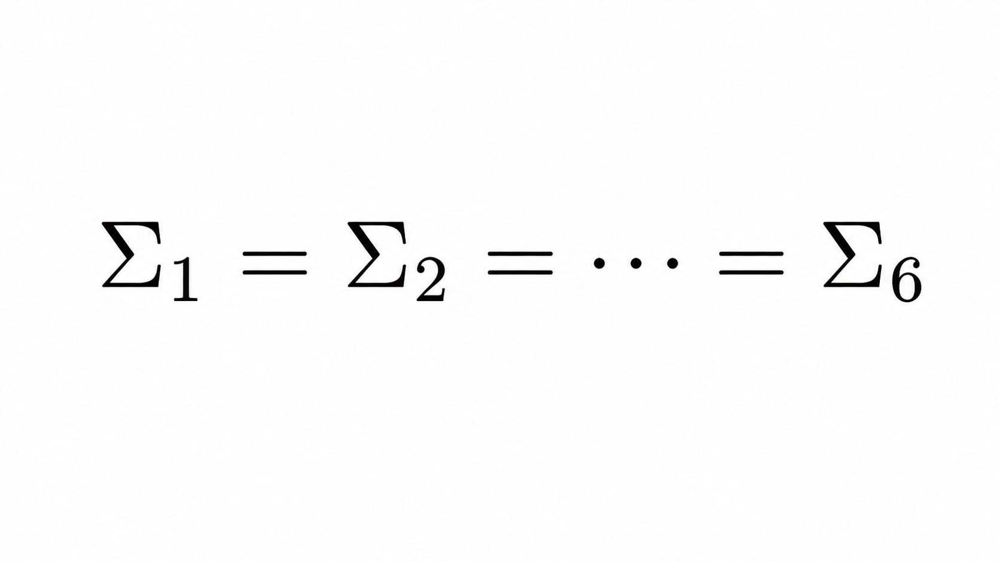 Σ₁ = Σ₂ = ⋯ = Σ₆